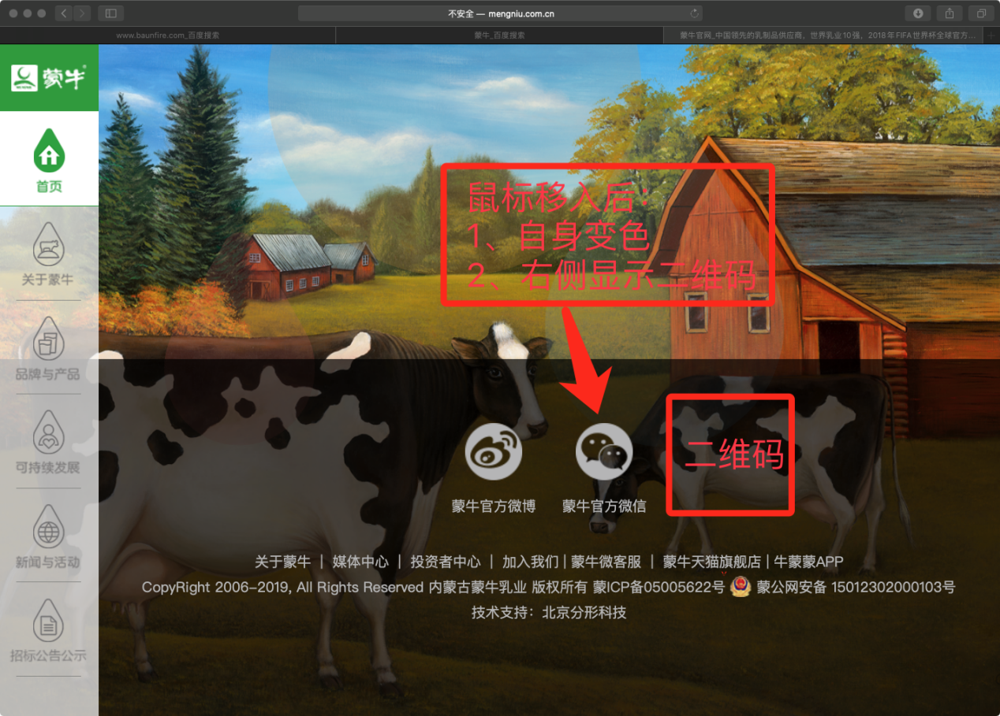 不安全 — mengniu.com.cn
www.baunfire.com_百度搜索
蒙牛_百度搜索
蒙牛官网_中国领先的乳制品供应商，世界乳业10强，2018年FIFA世界杯全球官方...
蒙牛
首页
关于蒙牛
品牌与产品
可持续发展
新闻与活动
招标公告公示
鼠标移入后：
1、自身变色
2、右侧显示二维码
二维码
蒙牛官方微博
蒙牛官方微信
关于蒙牛 | 媒体中心 | 投资者中心 | 加入我们 | 蒙牛微客服 | 蒙牛天猫旗舰店 | 牛蒙蒙APP
CopyRight 2006-2019, All Rights Reserved 内蒙古蒙牛乳业 版权所有 蒙ICP备05005622号 蒙公网安备 15012302000103号
技术支持：北京分形科技